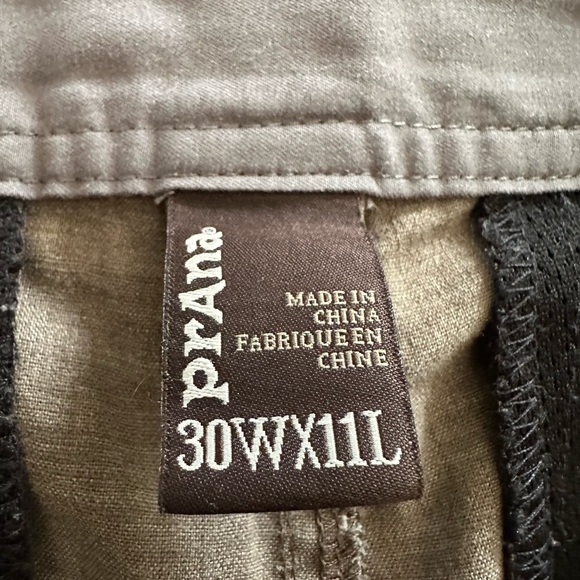 prAna®
MADE IN
CHINA
FABRIQUE EN
CHINE
30WX11L